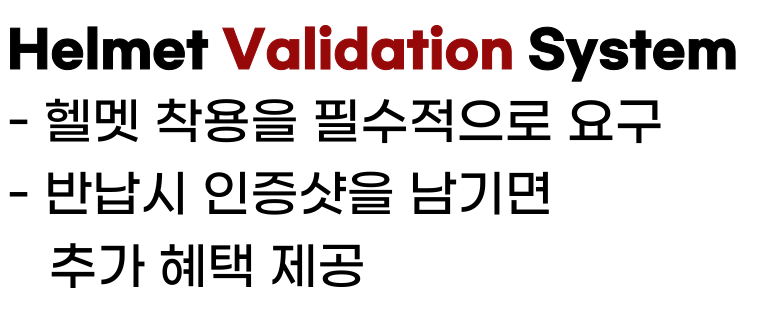 Helmet Validation System
- 헬멧 착용을 필수적으로 요구
- 반납시 인증샷을 남기면
추가 혜택 제공